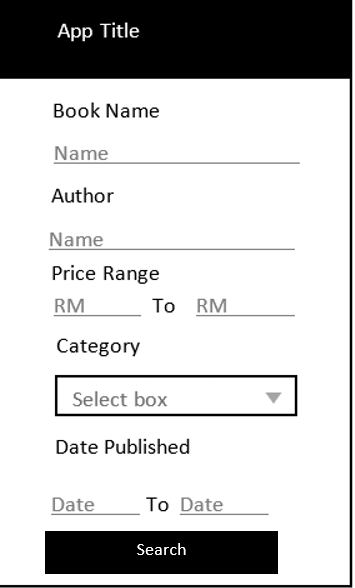 App Title
Book Name
Name
Author
Name
Price Range
RM To RM
Category
Select box
Date Published
Date To Date
Search